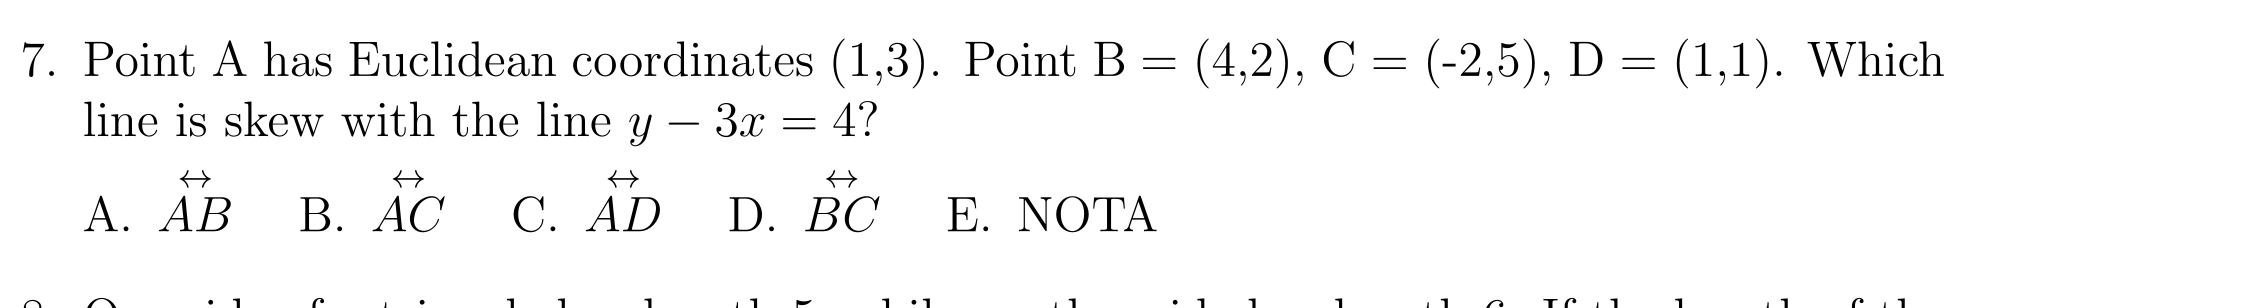 7. Point A has Euclidean coordinates (1,3). Point B = (4,2), C = (-2,5), D = (1,1). Which
line is skew with the line y − 3x = 4?
A. \overleftrightarrow{AB} B. \overleftrightarrow{AC} C. \overleftrightarrow{AD} D. \overleftrightarrow{BC} E. NOTA